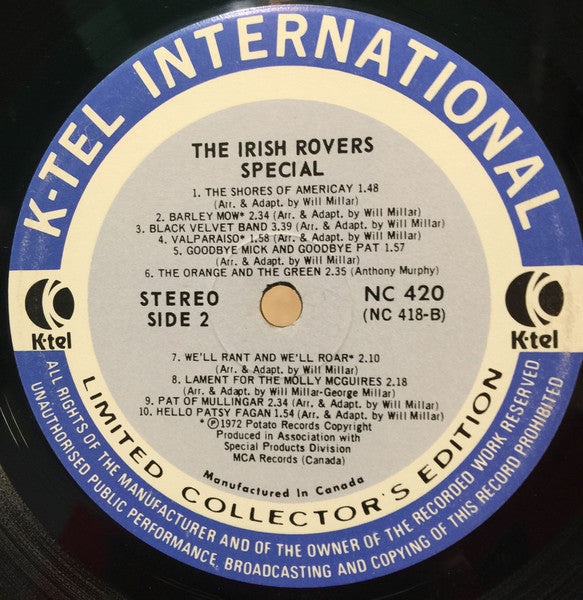 K-TEL INTERNATIONAL
THE IRISH ROVERS
SPECIAL
1. THE SHORES OF AMERICAY 1.48
(Arr. & Adapt. by Will Millar)
2. BARLEY MOW* 2.34 (Arr. & Adapt. by Will Millar)
3. BLACK VELVET BAND 3.39 (Arr. & Adapt. by Will Millar)
4. VALPARAISO* 1.58 (Arr. & Adapt. by Will Millar)
5. GOODBYE MICK AND GOODBYE PAT 1.57
(Arr. & Adapt. by Will Millar)
6. THE ORANGE AND THE GREEN 2.35 (Anthony Murphy)
STEREO
SIDE 2
NC 420
(NC 418-B)
K-tel
K-tel
7. WE'LL RANT AND WE'LL ROAR* 2.10
(Arr. & Adapt. by Will Millar)
8. LAMENT FOR THE MOLLY MCGUIRES 2.18
(Arr. & Adapt. by Will Millar-George Millar)
9. PAT OF MULLINGAR 2.34 (Arr. & Adapt. by Will Millar)
10. HELLO PATSY FAGAN 1.54 (Arr. & Adapt. by Will Millar)
* ℗ 1972 Potato Records Copyright
Produced in Association with
Special Products Division
MCA Records (Canada)
Manufactured In Canada
LIMITED COLLECTOR'S EDITION
ALL RIGHTS OF THE MANUFACTURER AND OF THE OWNER OF THE RECORDED WORK RESERVED
UNAUTHORISED PUBLIC PERFORMANCE, BROADCASTING AND COPYING OF THIS RECORD PROHIBITED